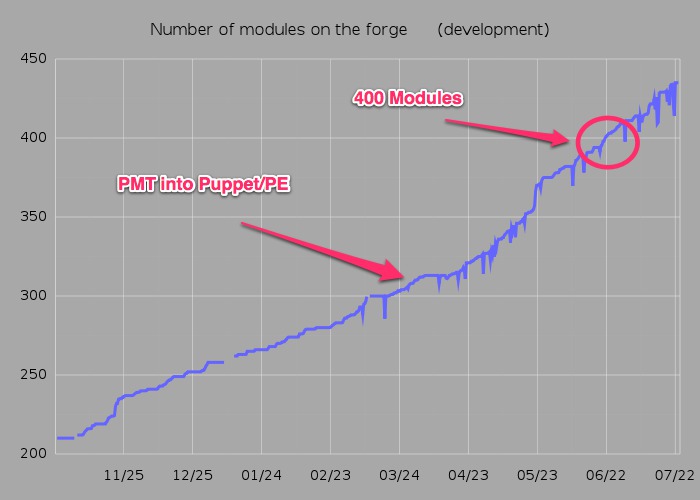 Number of modules on the forge (development)
450
400 Modules
400
PMT into Puppet/PE
350
300
250
200
11/25 12/25 01/24 02/23 03/24 04/23 05/23 06/22 07/22